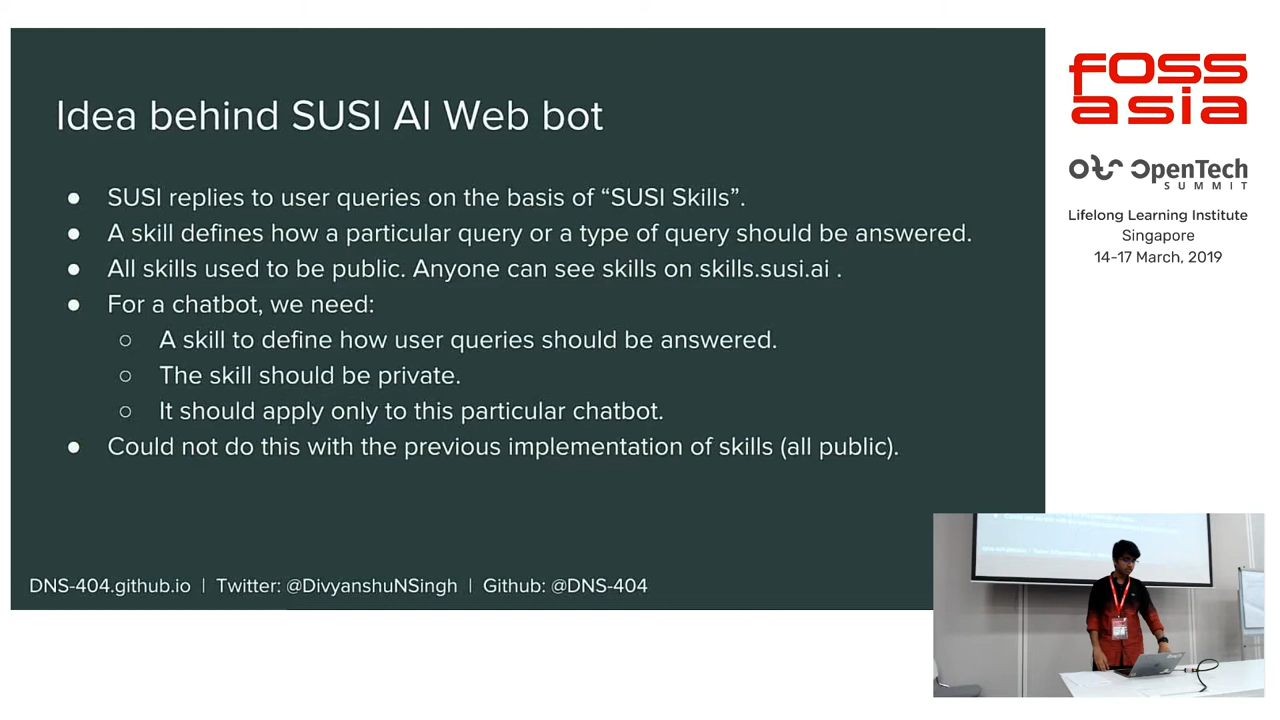 Idea behind SUSI AI Web bot
● SUSI replies to user queries on the basis of “SUSI Skills”.
● A skill defines how a particular query or a type of query should be answered.
● All skills used to be public. Anyone can see skills on skills.susi.ai .
● For a chatbot, we need:
○ A skill to define how user queries should be answered.
○ The skill should be private.
○ It should apply only to this particular chatbot.
● Could not do this with the previous implementation of skills (all public).
DNS-404.github.io | Twitter: @DivyanshuNSingh | Github: @DNS-404
foss
asia
OpenTech
SUMMIT
Lifelong Learning Institute
Singapore
14-17 March, 2019